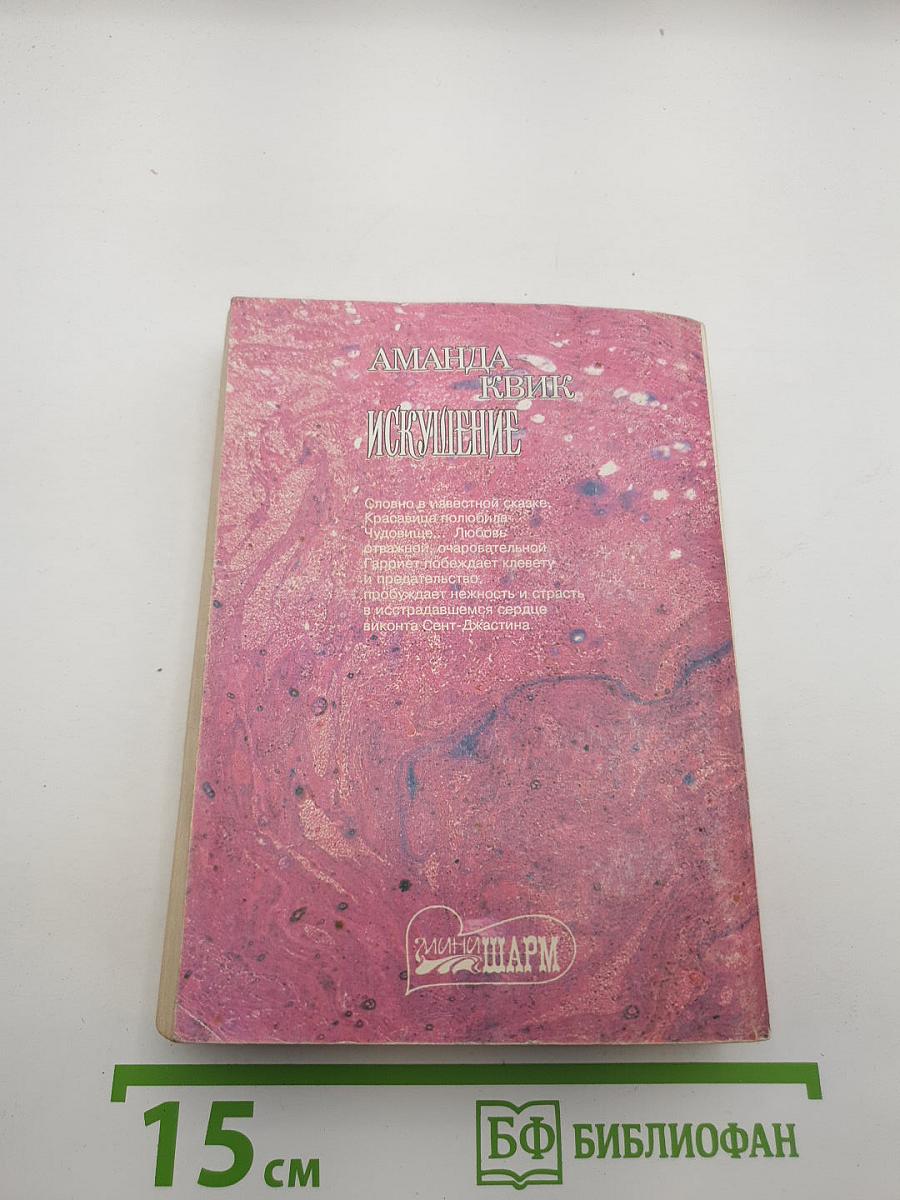 АМАНДА
КВИК
ИСКУШЕНИЕ
Словно в известной сказке,
Красавица полюбила
Чудовище... Любовь
отважной, очаровательной
Гарриет побеждает клевету
и предательство,
пробуждает нежность и страсть
в исстрадавшемся сердце
виконта Сент-Джастина.
мини
ШАРМ
15 см
БФ БИБЛИОФАН